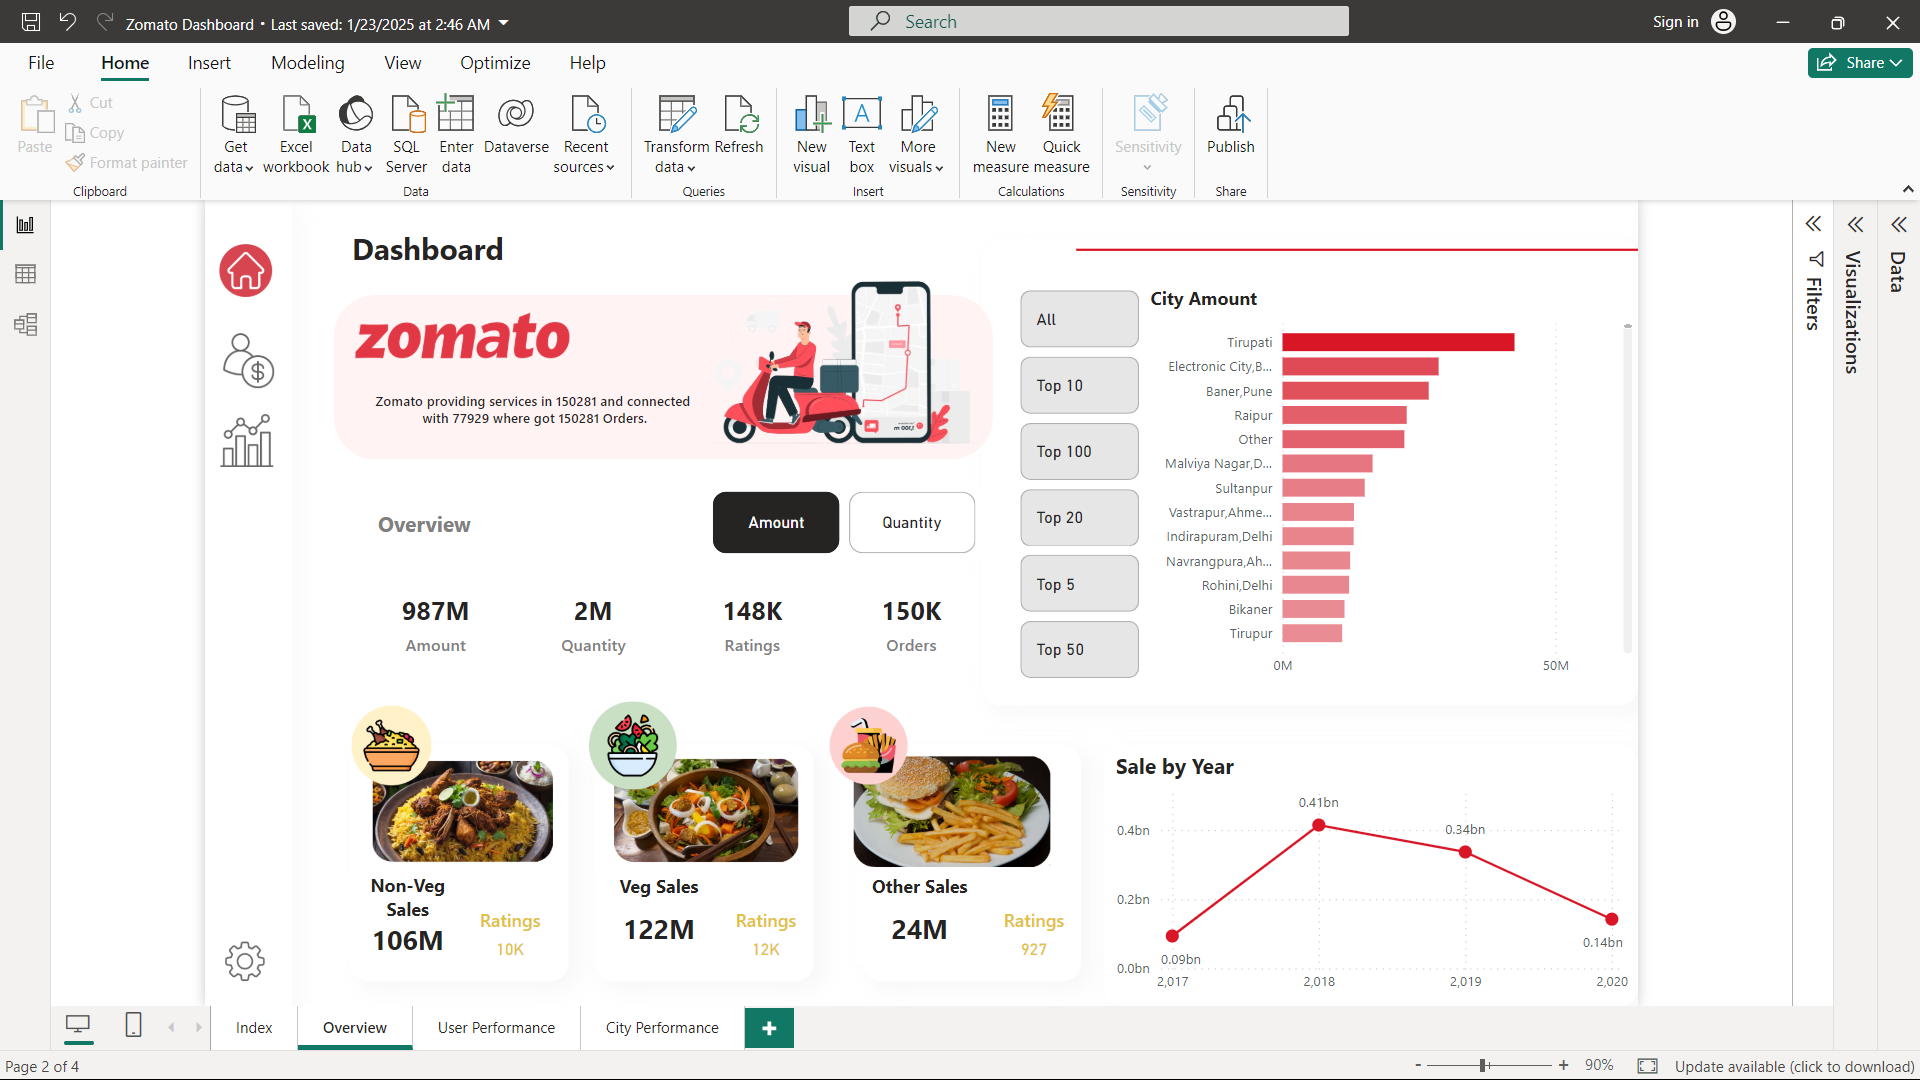 Zomato Dashboard • Last saved: 1/23/2025 at 2:46 AM
Search
Sign in
File
Home
Insert
Modeling
View
Optimize
Help
Share
Paste
Cut
Copy
Format painter
Clipboard
Get
data
Excel
workbook
Data
hub
SQL
Server
Enter
data
Dataverse
Recent
sources
Data
Transform
data
Refresh
Queries
New
visual
Text
box
More
visuals
Insert
New
measure
Quick
measure
Calculations
Sensitivity
Sensitivity
Publish
Share
Dashboard
zomato
Zomato providing services in 150281 and connected
with 77929 where got 150281 Orders.
Overview
Amount
Quantity
987M
Amount
2M
Quantity
148K
Ratings
150K
Orders
All
Top 10
Top 100
Top 20
Top 5
Top 50
City Amount
Tirupati
Electronic City,B...
Baner,Pune
Raipur
Other
Malviya Nagar,D...
Sultanpur
Vastrapur,Ahme...
Indirapuram,Delhi
Navrangpura,Ah...
Rohini,Delhi
Bikaner
Tirupur
0M
50M
Non-Veg
Sales
106M
Ratings
10K
Veg Sales
122M
Ratings
12K
Other Sales
24M
Ratings
927
Sale by Year
0.4bn
0.2bn
0.0bn
0.09bn
0.41bn
0.34bn
0.14bn
2,017
2,018
2,019
2,020
Filters
Visualizations
Data
Index
Overview
User Performance
City Performance
Page 2 of 4
90%
Update available (click to download)